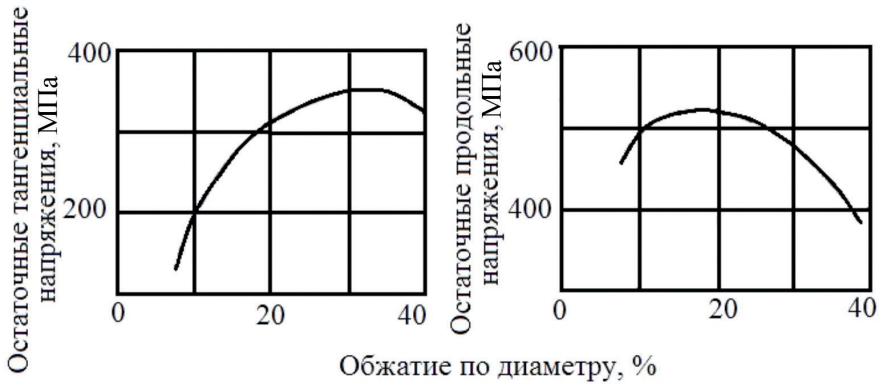 Остаточные тангенциальные
напряжения, МПа
400
200
0
20
40
Остаточные продольные
напряжения, МПа
600
400
0
20
40
Обжатие по диаметру, %